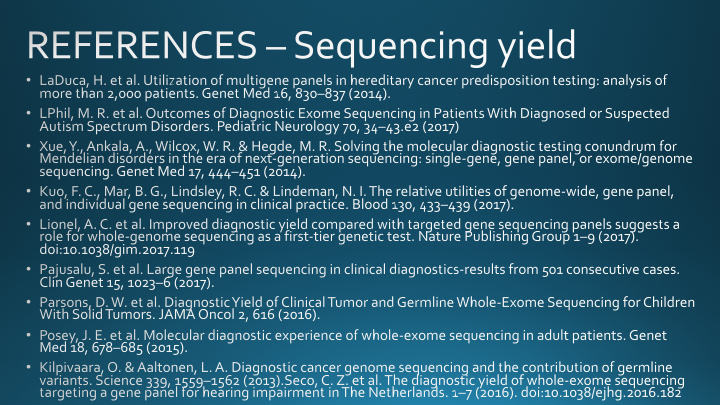 REFERENCES – Sequencing yield
• LaDuca, H. et al. Utilization of multigene panels in hereditary cancer predisposition testing: analysis of
more than 2,000 patients. Genet Med 16, 830–837 (2014).
• LPhil, M. R. et al. Outcomes of Diagnostic Exome Sequencing in Patients With Diagnosed or Suspected
Autism Spectrum Disorders. Pediatric Neurology 70, 34–43.e2 (2017)
• Xue, Y., Ankala, A., Wilcox, W. R. & Hegde, M. R. Solving the molecular diagnostic testing conundrum for
Mendelian disorders in the era of next-generation sequencing: single-gene, gene panel, or exome/genome
sequencing. Genet Med 17, 444–451 (2014).
• Kuo, F. C., Mar, B. G., Lindsley, R. C. & Lindeman, N. I. The relative utilities of genome-wide, gene panel,
and individual gene sequencing in clinical practice. Blood 130, 433–439 (2017).
• Lionel, A. C. et al. Improved diagnostic yield compared with targeted gene sequencing panels suggests a
role for whole-genome sequencing as a first-tier genetic test. Nature Publishing Group 1–9 (2017).
doi:10.1038/gim.2017.119
• Pajusalu, S. et al. Large gene panel sequencing in clinical diagnostics-results from 501 consecutive cases.
Clin Genet 15, 1023–6 (2017).
• Parsons, D. W. et al. Diagnostic Yield of Clinical Tumor and Germline Whole-Exome Sequencing for Children
With Solid Tumors. JAMA Oncol 2, 616 (2016).
• Posey, J. E. et al. Molecular diagnostic experience of whole-exome sequencing in adult patients. Genet
Med 18, 678–685 (2015).
• Kilpivaara, O. & Aaltonen, L. A. Diagnostic cancer genome sequencing and the contribution of germline
variants. Science 339, 1559–1562 (2013).Seco, C. Z. et al. The diagnostic yield of whole-exome sequencing
targeting a gene panel for hearing impairment in The Netherlands. 1–7 (2016). doi:10.1038/ejhg.2016.182